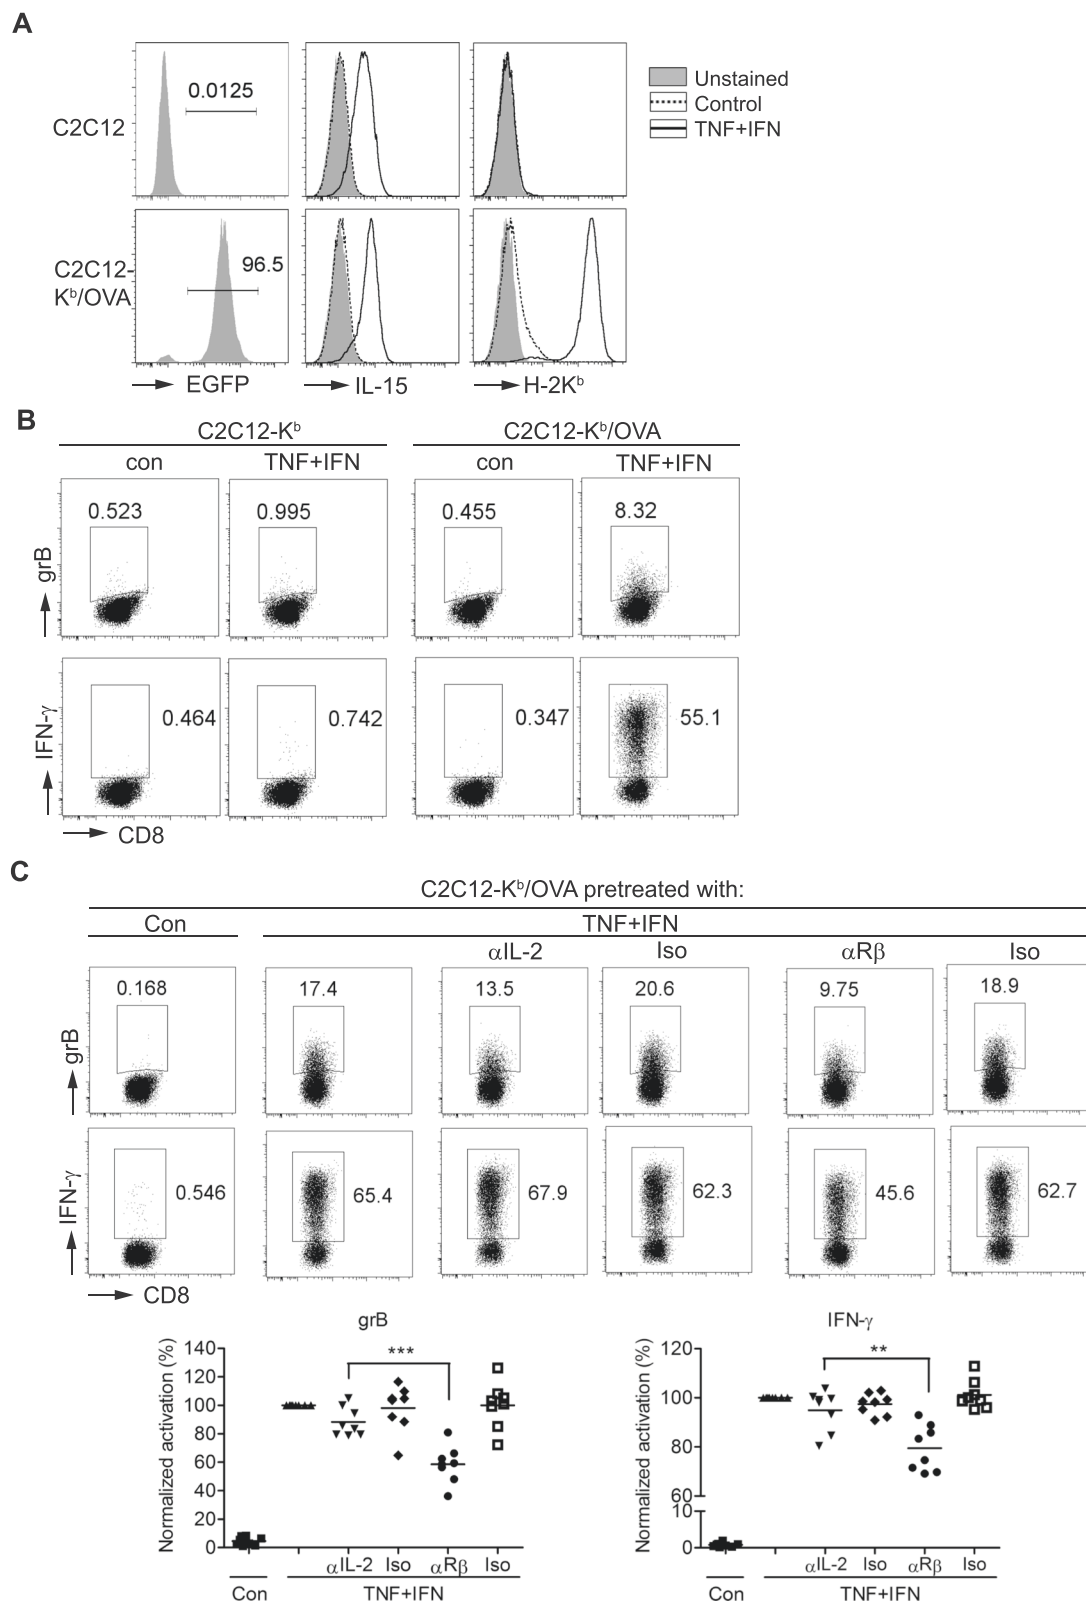 A
0.0125
Unstained
Control
TNF+IFN
C2C12
C2C12-
Kᵇ/OVA
96.5
EGFP
IL-15
H-2Kᵇ
B
C2C12-Kᵇ
C2C12-Kᵇ/OVA
con
TNF+IFN
con
TNF+IFN
grB
0.523
0.995
0.455
8.32
IFN-γ
0.464
0.742
0.347
55.1
CD8
C
C2C12-Kᵇ/OVA pretreated with:
Con
TNF+IFN
αIL-2
Iso
αRβ
Iso
grB
0.168
17.4
13.5
20.6
9.75
18.9
IFN-γ
0.546
65.4
67.9
62.3
45.6
62.7
CD8
grB
Normalized activation (%)
140
120
100
80
60
40
20
0
***
αIL-2
Iso
αRβ
Iso
Con
TNF+IFN
IFN-γ
Normalized activation (%)
120
100
80
60
10
0
**
αIL-2
Iso
αRβ
Iso
Con
TNF+IFN